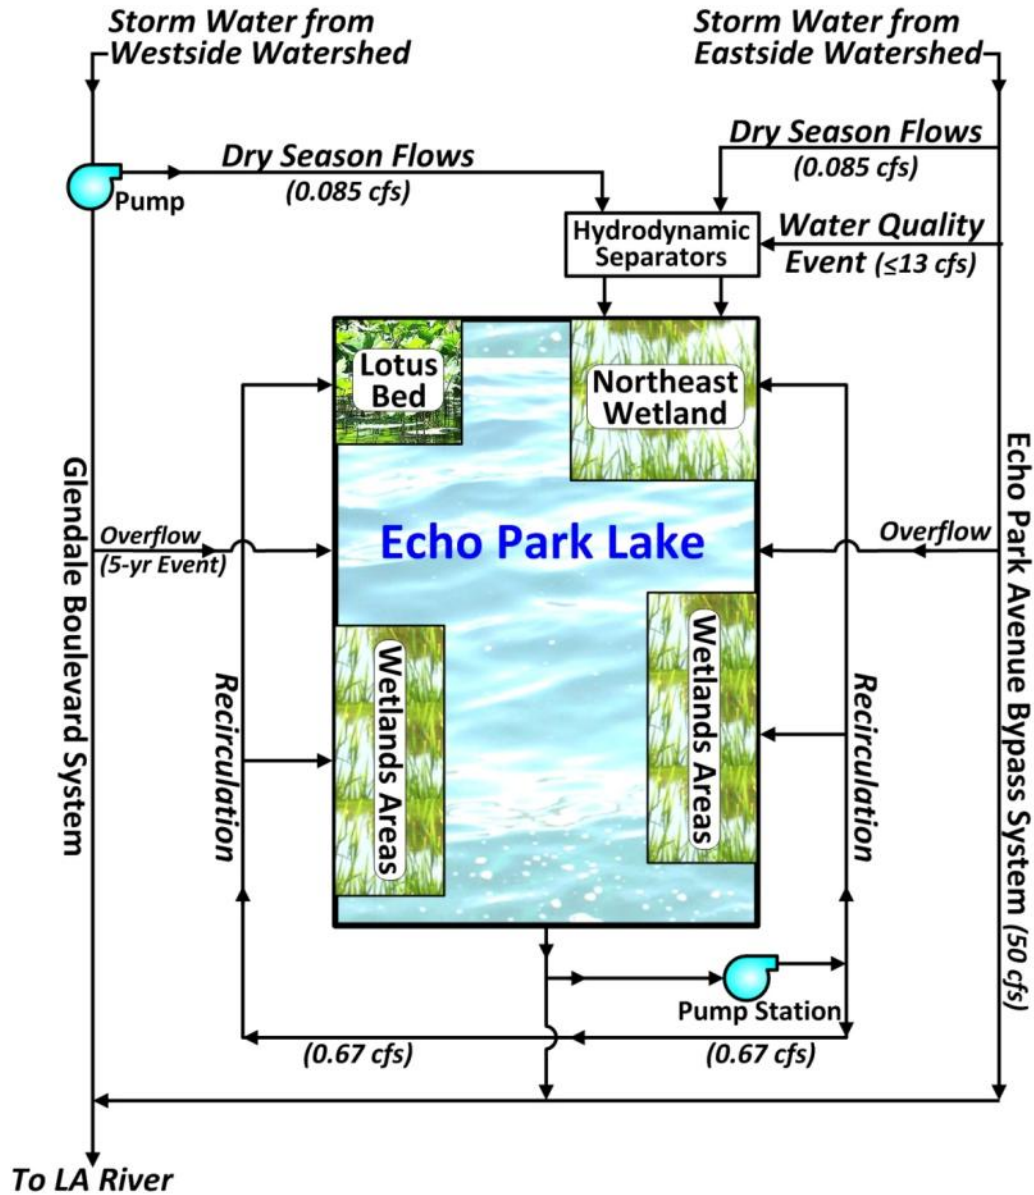 Storm Water from
Westside Watershed
Storm Water from
Eastside Watershed
Dry Season Flows
(0.085 cfs)
Dry Season Flows
(0.085 cfs)
Pump
Hydrodynamic
Separators
Water Quality
Event (≤13 cfs)
Lotus
Bed
Northeast
Wetland
Glendale Boulevard System
Overflow
(5-yr Event)
Echo Park Lake
Overflow
Echo Park Avenue Bypass System (50 cfs)
Recirculation
Wetlands Areas
Wetlands Areas
Recirculation
Pump Station
(0.67 cfs)
(0.67 cfs)
To LA River